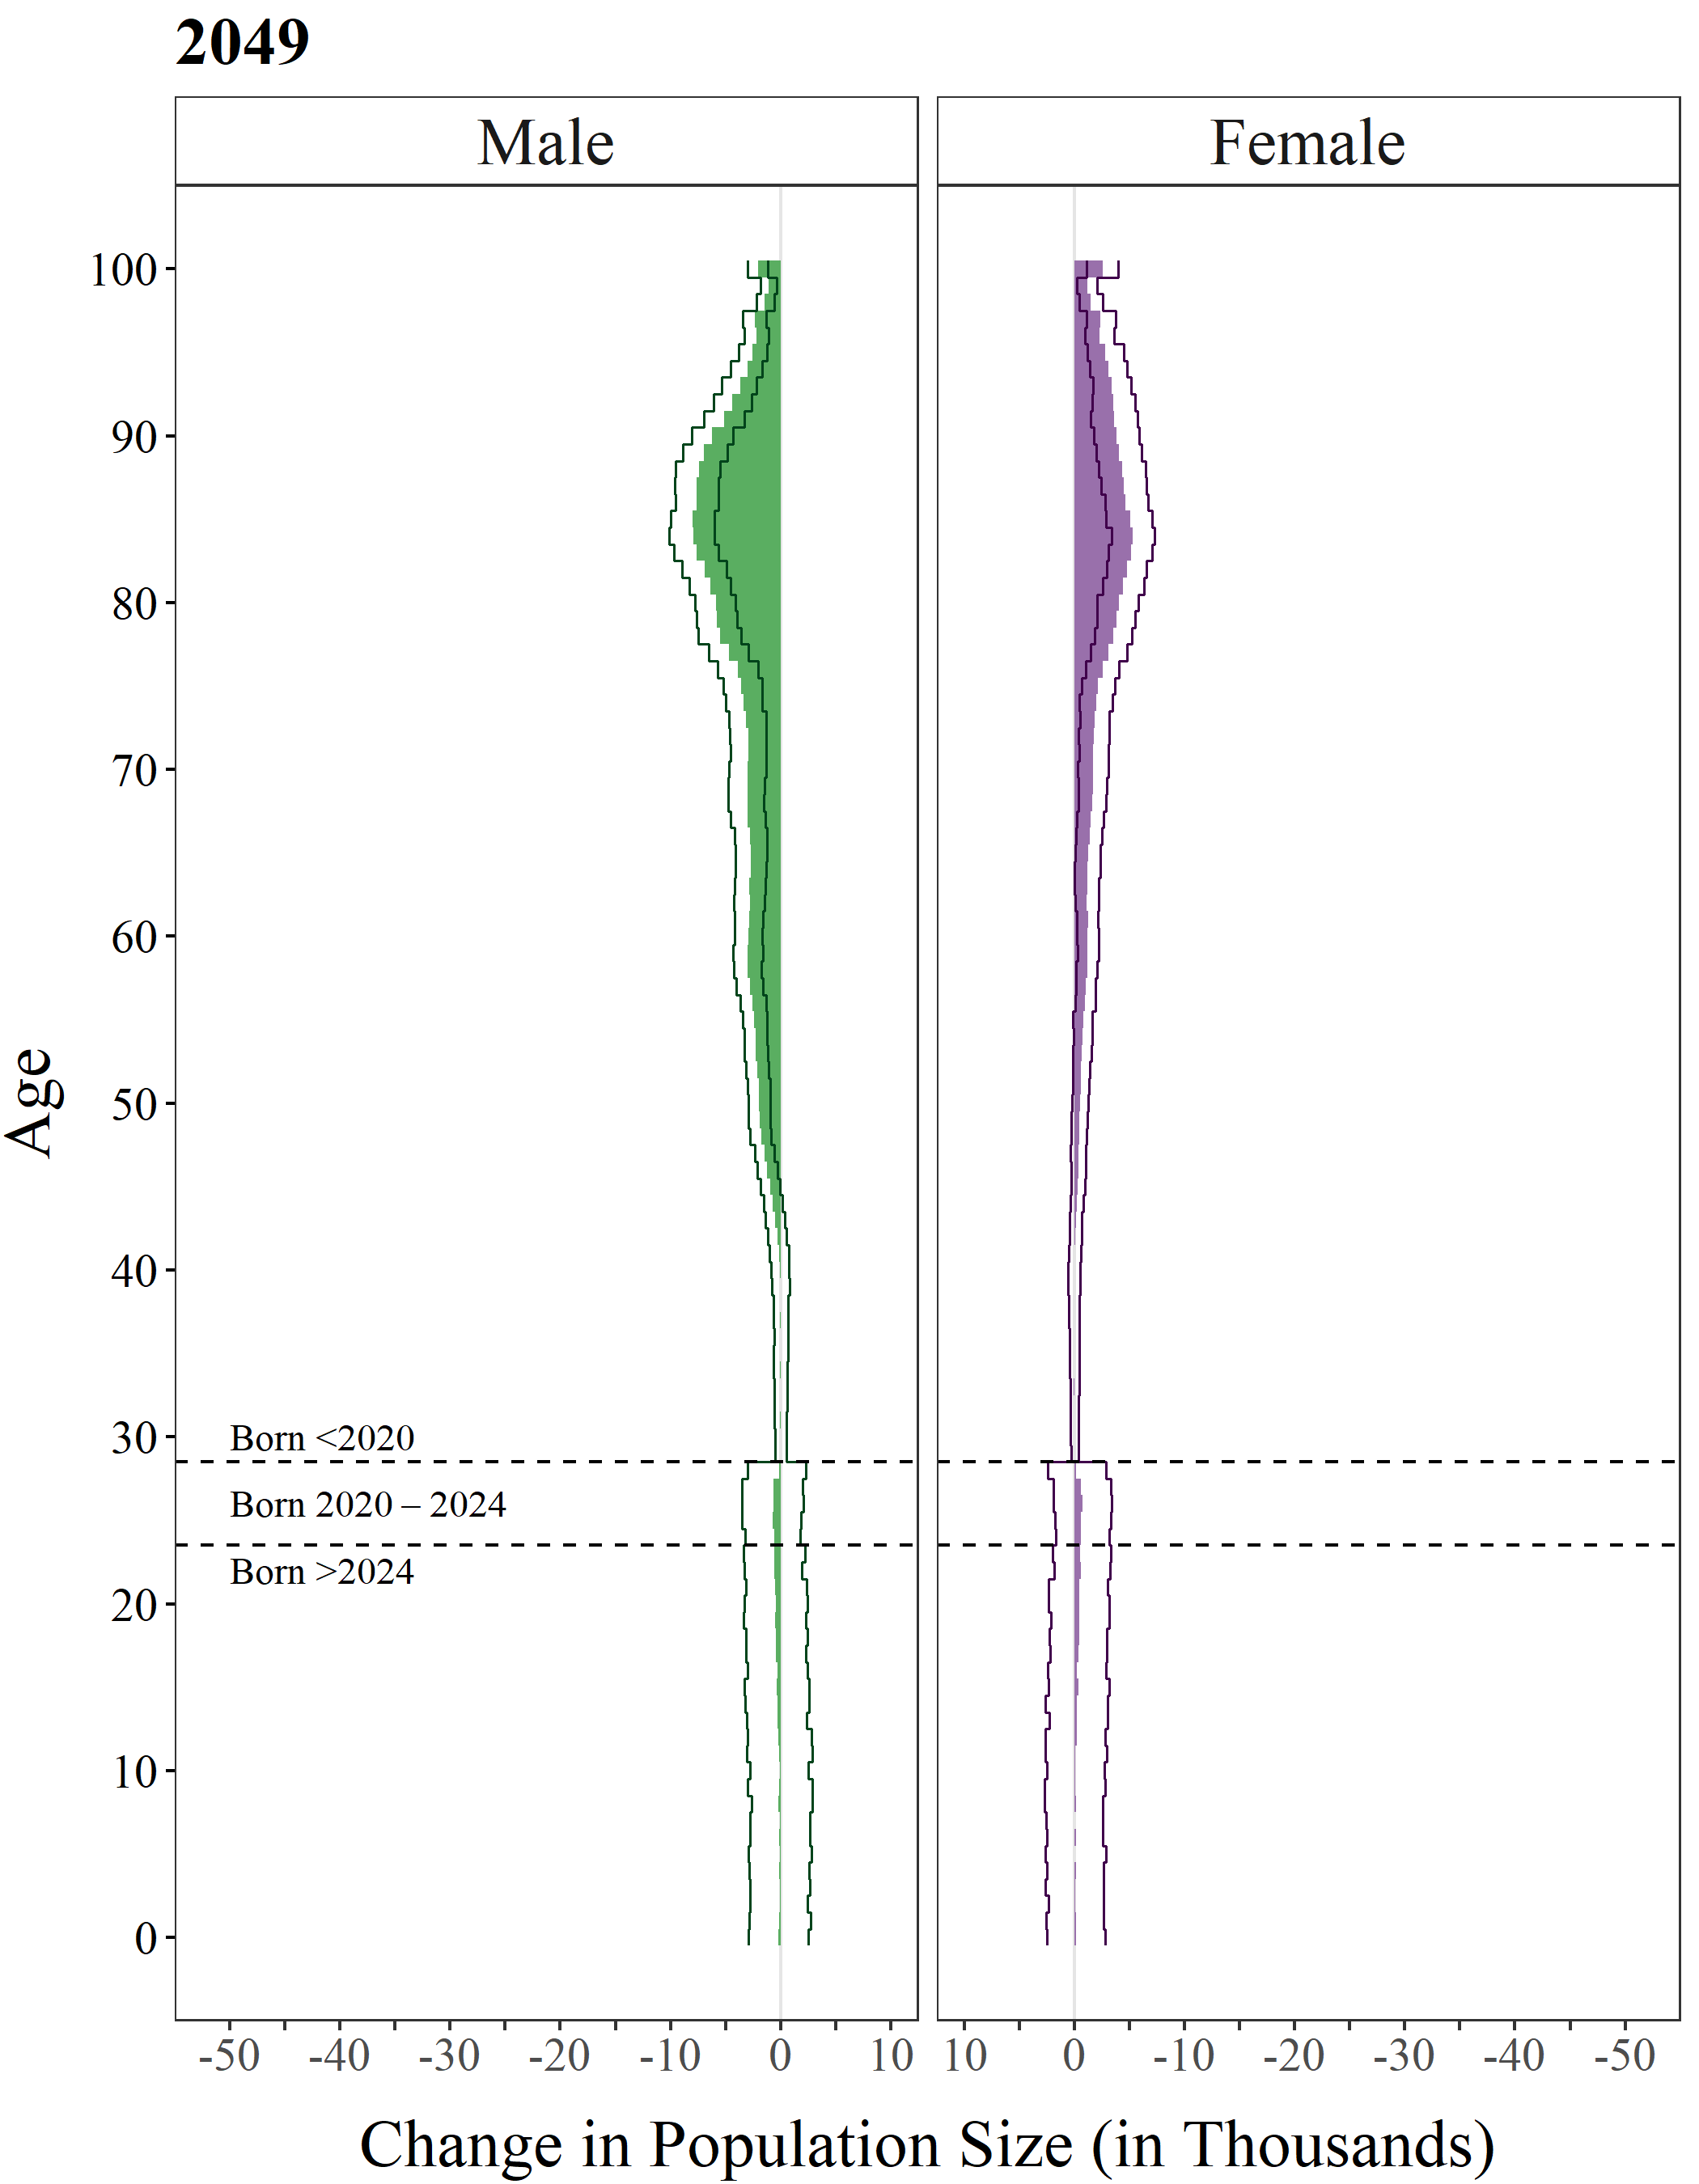 2049
Male
Female
Age
100
90
80
70
60
50
40
30
20
10
0
Born <2020
Born 2020 – 2024
Born >2024
-50 -40 -30 -20 -10 0 10
10 0 -10 -20 -30 -40 -50
Change in Population Size (in Thousands)